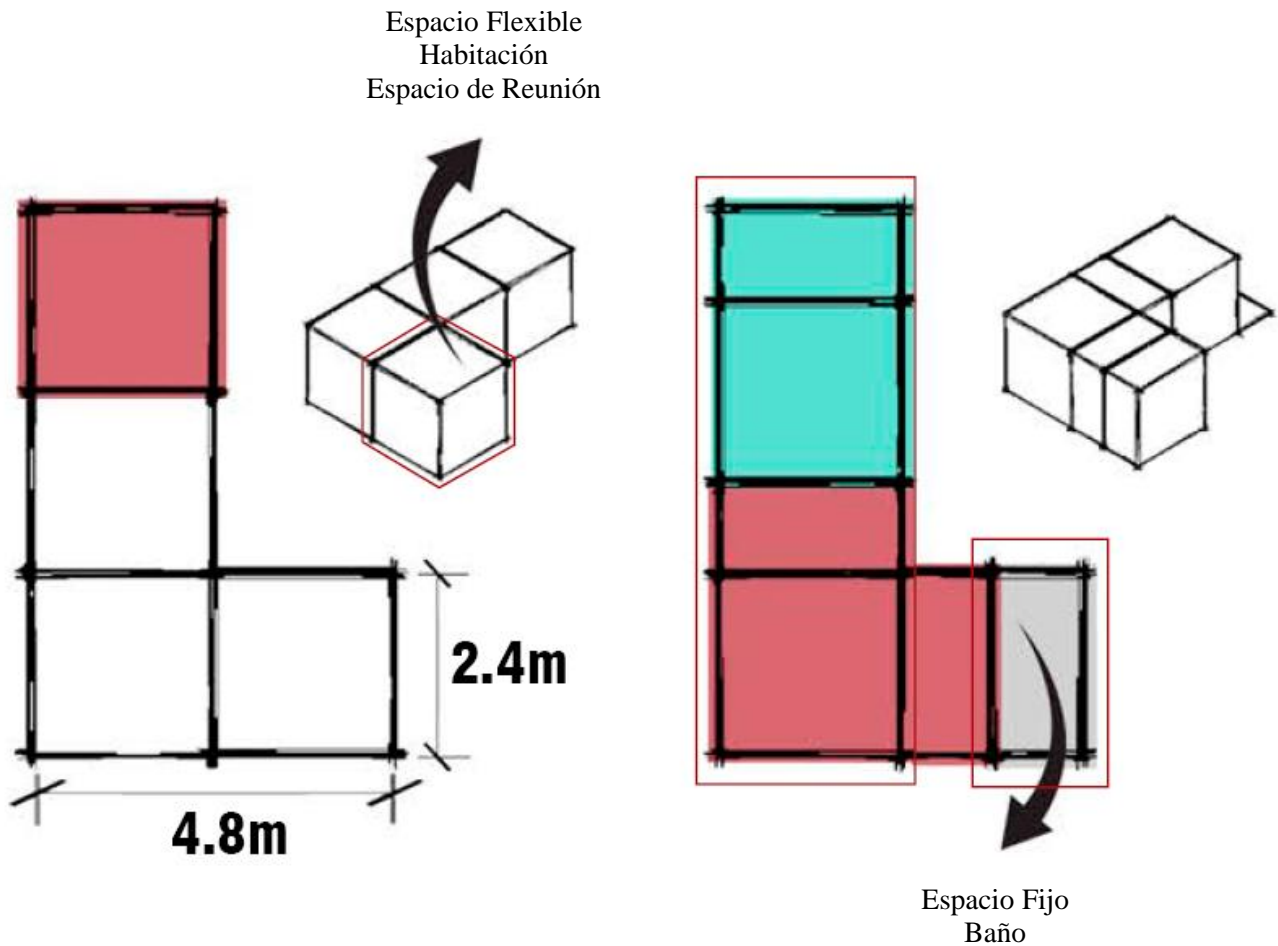 Espacio Flexible
Habitación
Espacio de Reunión
2.4m
4.8m
Espacio Fijo
Baño